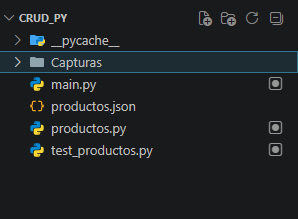 CRUD_PY
__pycache__
Capturas
main.py
productos.json
productos.py
test_productos.py